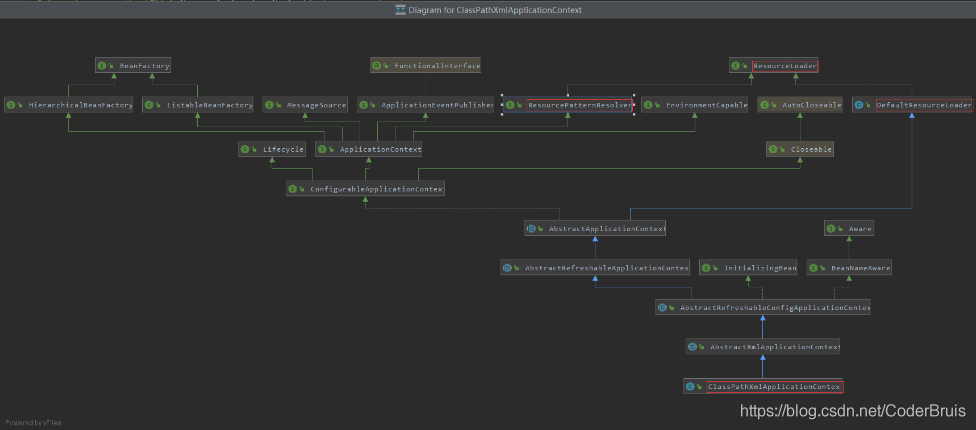 Diagram for ClassPathXmlApplicationContext
BeanFactory
FunctionalInterface
ResourceLoader
HierarchicalBeanFactory
ListableBeanFactory
MessageSource
ApplicationEventPublisher
ResourcePatternResolver
EnvironmentCapable
AutoCloseable
DefaultResourceLoader
Lifecycle
ApplicationContext
Closeable
ConfigurableApplicationContext
AbstractApplicationContext
Aware
AbstractRefreshableApplicationContext
InitializingBean
BeanNameAware
AbstractRefreshableConfigApplicationContext
AbstractXmlApplicationContext
ClassPathXmlApplicationContext
https://blog.csdn.net/CoderBruis
Powered by yFiles